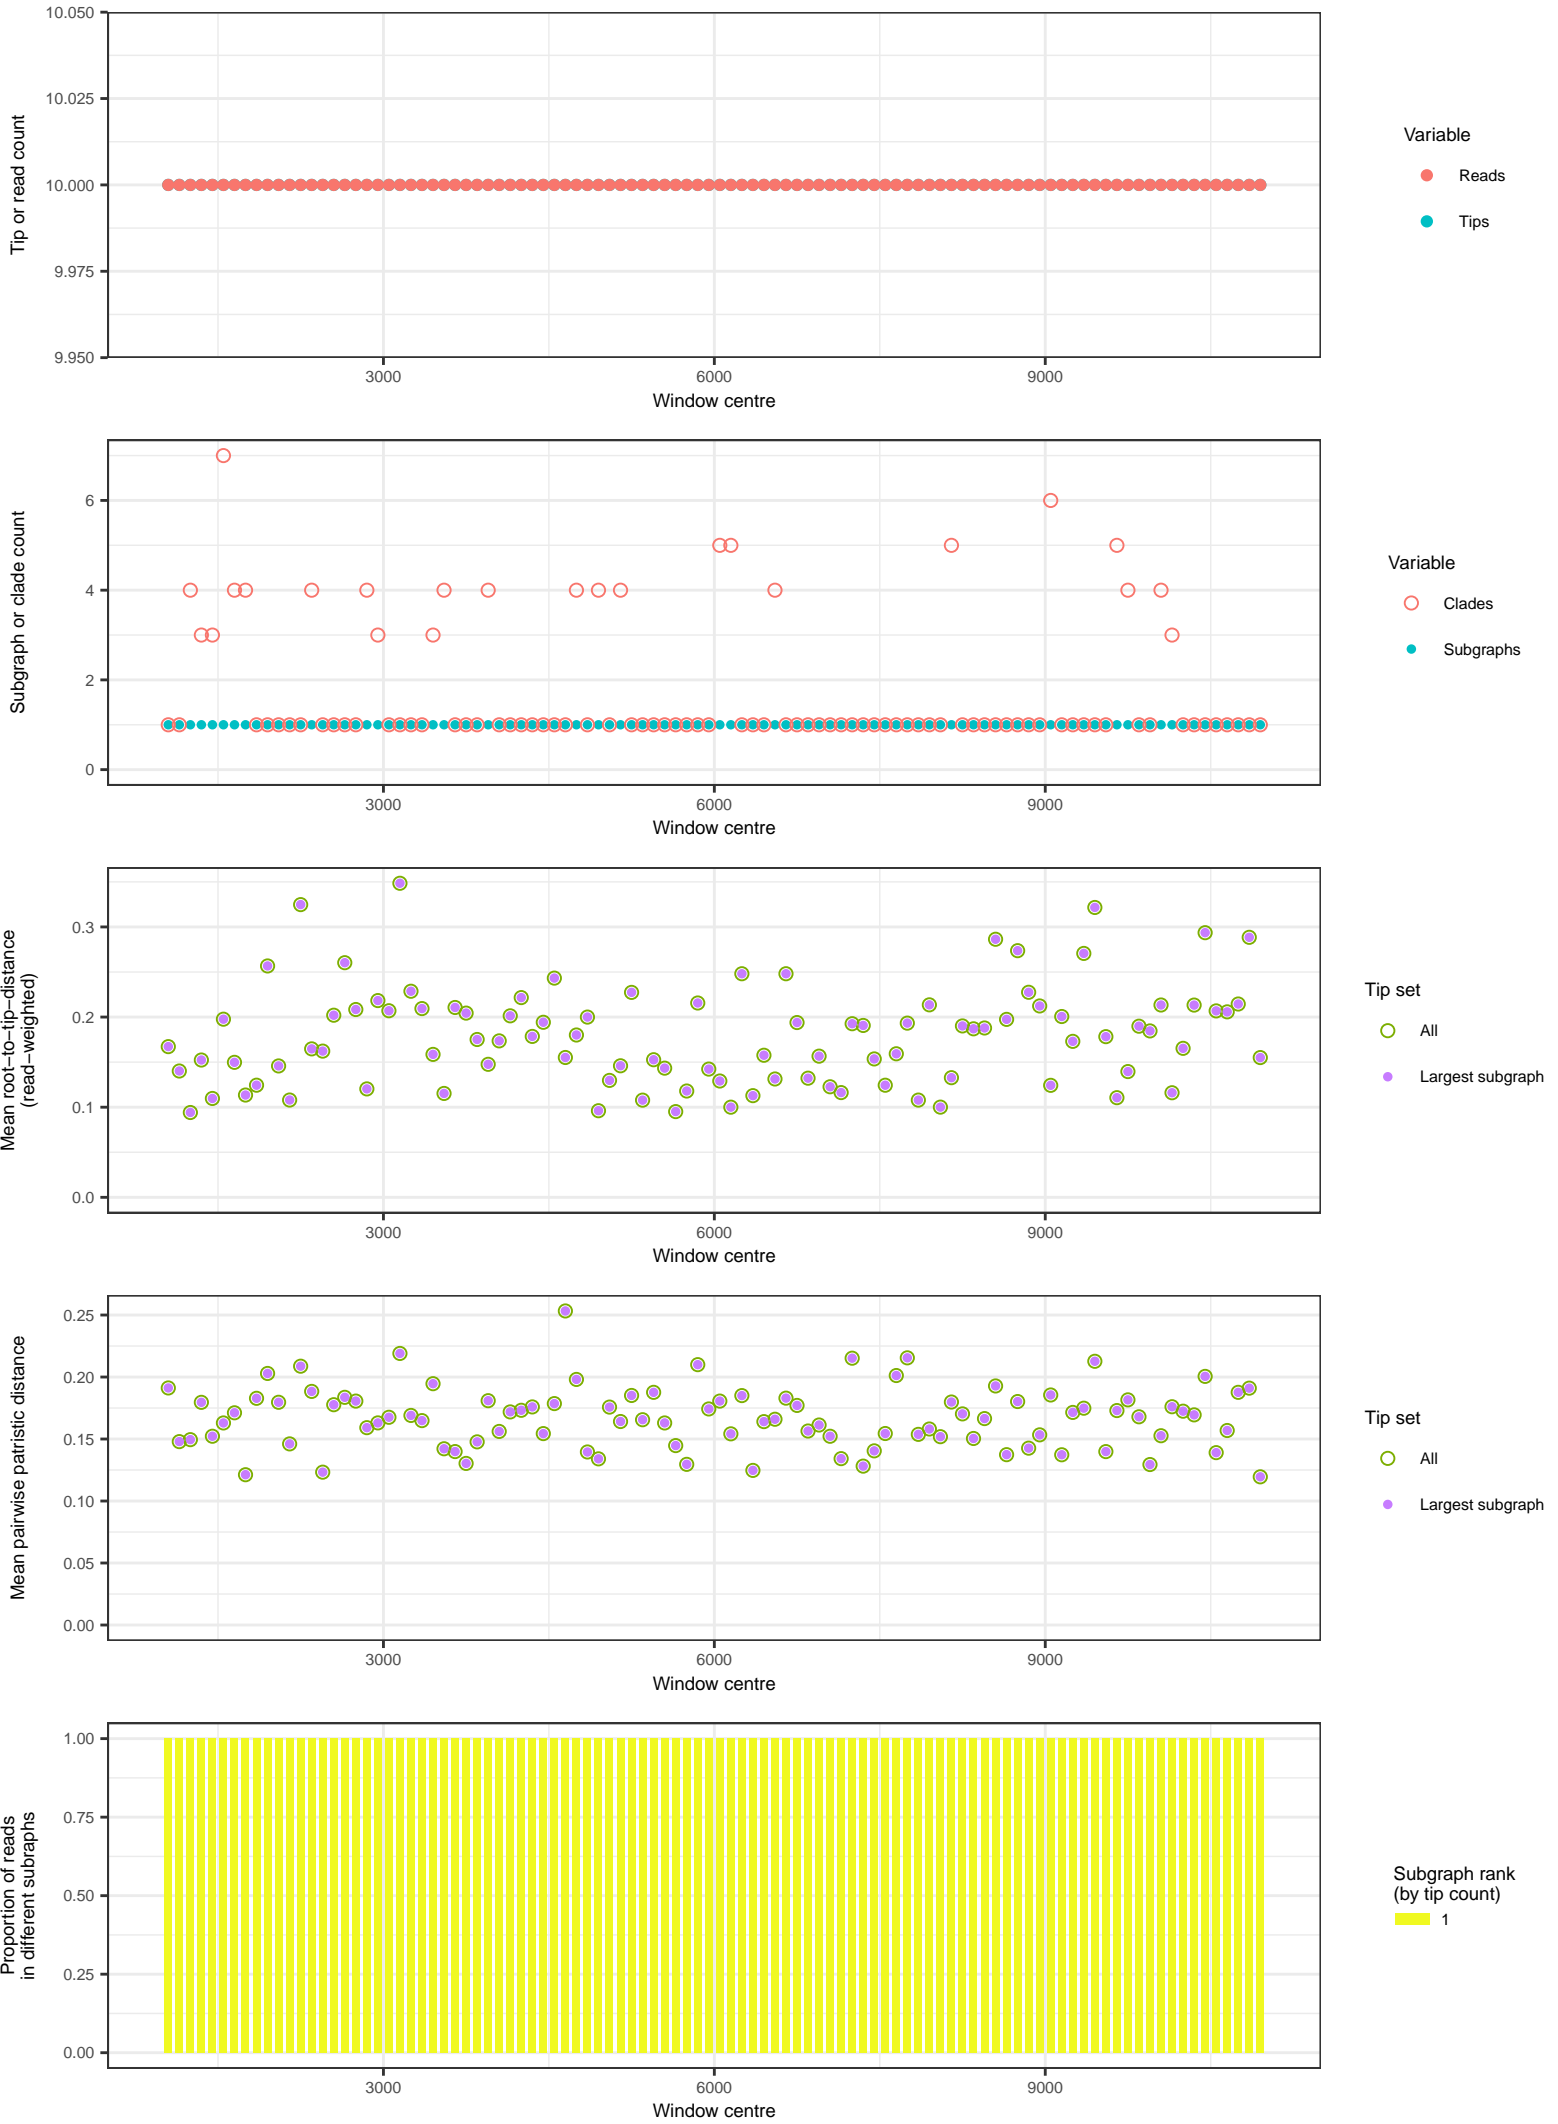 10.050
10.025
10.000
9.975
9.950
Tip or read count
3000 6000 9000
Window centre
Variable
Reads
Tips
6
4
2
0
Subgraph or clade count
3000 6000 9000
Window centre
Variable
Clades
Subgraphs
0.3
0.2
0.1
0.0
Mean root−to−tip−distance
(read−weighted)
3000 6000 9000
Window centre
Tip set
All
Largest subgraph
0.25
0.20
0.15
0.10
0.05
0.00
Mean pairwise patristic distance
3000 6000 9000
Window centre
Tip set
All
Largest subgraph
1.00
0.75
0.50
0.25
0.00
Proportion of reads
in different subraphs
3000 6000 9000
Window centre
Subgraph rank
(by tip count)
1